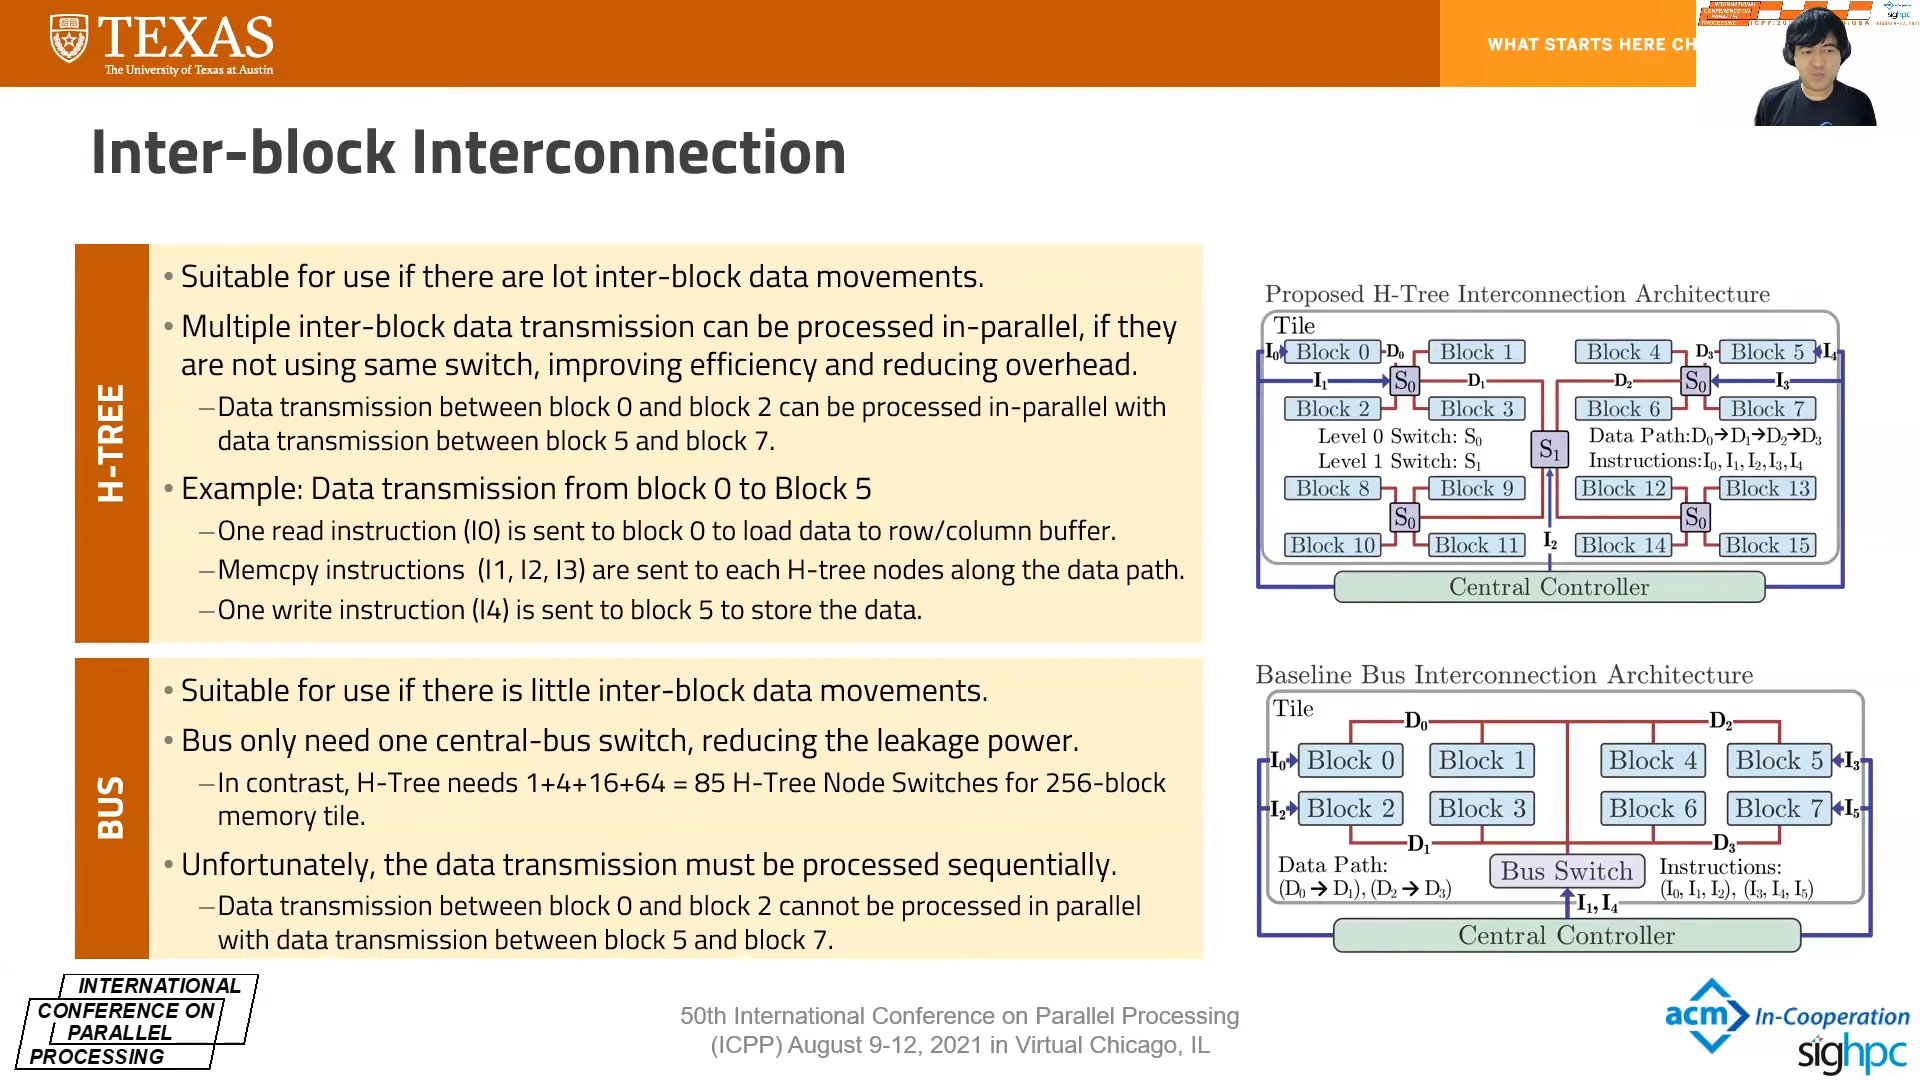 TEXAS
The University of Texas at Austin
WHAT STARTS HERE CH
INTERNATIONAL
CONFERENCE ON
PARALLEL
PROCESSING
sighpc
Inter-block Interconnection
H-TREE
• Suitable for use if there are lot inter-block data movements.
• Multiple inter-block data transmission can be processed in-parallel, if they
are not using same switch, improving efficiency and reducing overhead.
–Data transmission between block 0 and block 2 can be processed in-parallel with
data transmission between block 5 and block 7.
• Example: Data transmission from block 0 to Block 5
–One read instruction (I0) is sent to block 0 to load data to row/column buffer.
–Memcpy instructions (I1, I2, I3) are sent to each H-tree nodes along the data path.
–One write instruction (I4) is sent to block 5 to store the data.
BUS
• Suitable for use if there is little inter-block data movements.
• Bus only need one central-bus switch, reducing the leakage power.
–In contrast, H-Tree needs 1+4+16+64 = 85 H-Tree Node Switches for 256-block
memory tile.
• Unfortunately, the data transmission must be processed sequentially.
–Data transmission between block 0 and block 2 cannot be processed in parallel
with data transmission between block 5 and block 7.
Proposed H-Tree Interconnection Architecture
Tile
I₀ Block 0 D₀ Block 1 Block 4 D₃ Block 5 I₄
I₁ S₀ D₁ D₂ S₀ I₃
Block 2 Block 3 Block 6 Block 7
Level 0 Switch: S₀ S₁ Data Path:D₀→D₁→D₂→D₃
Level 1 Switch: S₁ Instructions:I₀, I₁, I₂, I₃, I₄
Block 8 Block 9 Block 12 Block 13
S₀ S₀
Block 10 Block 11 I₂ Block 14 Block 15
Central Controller
Baseline Bus Interconnection Architecture
Tile
D₀ D₂
I₀ Block 0 Block 1 Block 4 Block 5 I₃
I₂ Block 2 Block 3 Block 6 Block 7 I₅
D₁ D₃
Data Path: Bus Switch Instructions:
(D₀ → D₁), (D₂ → D₃) (I₀, I₁, I₂), (I₃, I₄, I₅)
I₁, I₄
Central Controller
INTERNATIONAL
CONFERENCE ON
PARALLEL
PROCESSING
50th International Conference on Parallel Processing
(ICPP) August 9-12, 2021 in Virtual Chicago, IL
acm In-Cooperation
sighpc